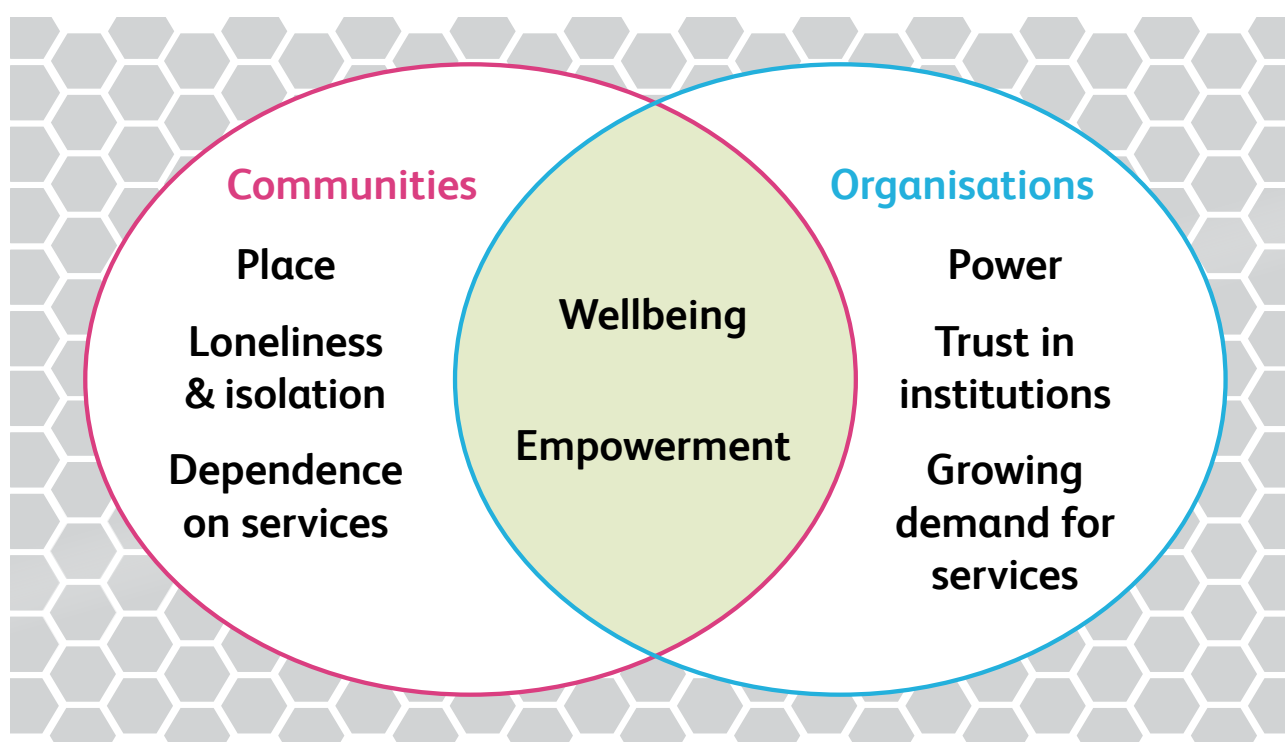 Communities
Place
Loneliness
& isolation
Dependence
on services
Wellbeing
Empowerment
Organisations
Power
Trust in
institutions
Growing
demand for
services